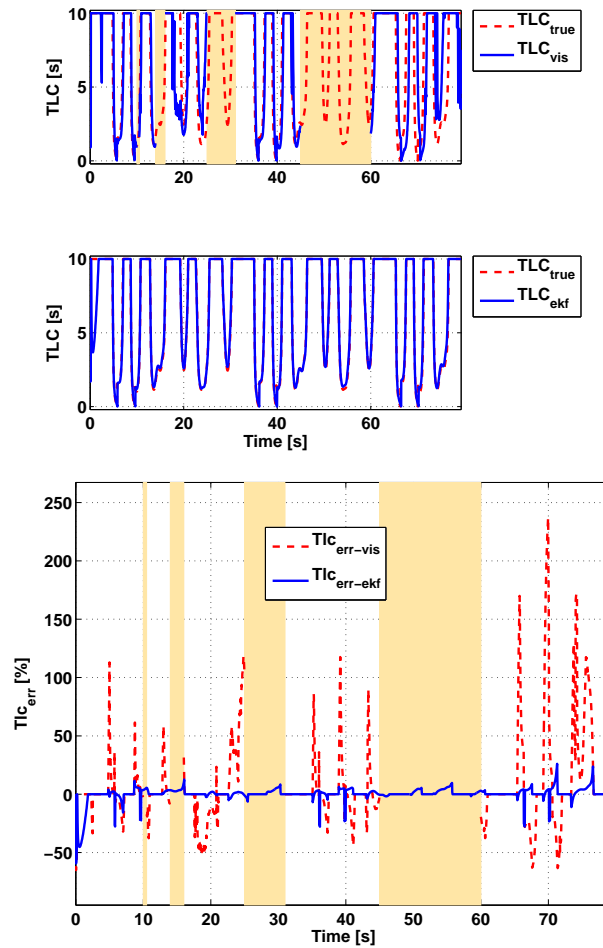 10
5
0
TLC [s]
0 20 40 60
Time [s]
TLC_true
TLC_vis
10
5
0
TLC [s]
0 20 40 60
Time [s]
TLC_true
TLC_ekf
250
200
150
100
50
0
−50
Tlc_err [%]
Tlc_err−vis
Tlc_err−ekf
0 10 20 30 40 50 60 70
Time [s]